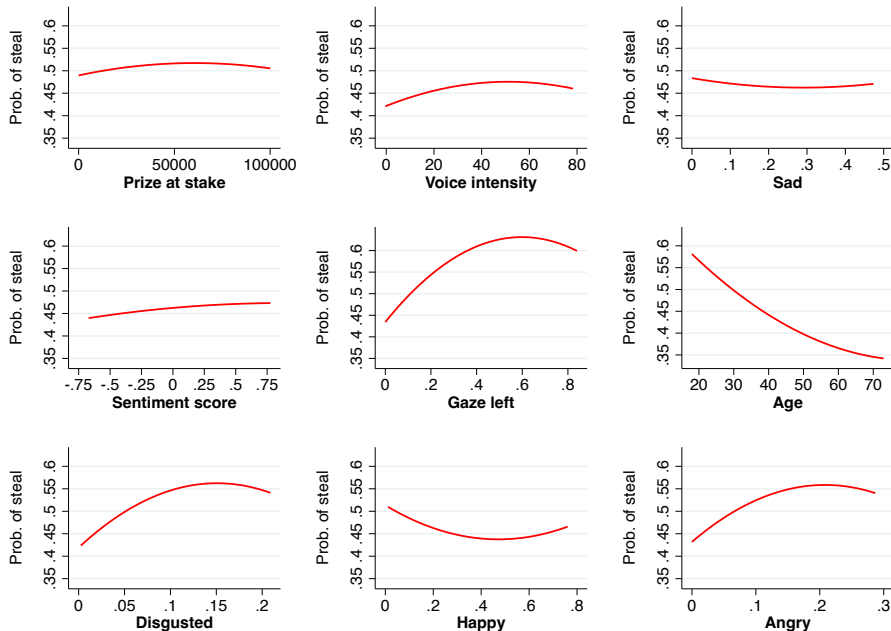 Prob. of steal
.35 .4 .45 .5 .55 .6
0 50000 100000
Prize at stake
Prob. of steal
.35 .4 .45 .5 .55 .6
0 20 40 60 80
Voice intensity
Prob. of steal
.35 .4 .45 .5 .55 .6
0 .1 .2 .3 .4 .5
Sad
Prob. of steal
.35 .4 .45 .5 .55 .6
-.75 -.5 -.25 0 .25 .5 .75
Sentiment score
Prob. of steal
.35 .4 .45 .5 .55 .6
0 .2 .4 .6 .8
Gaze left
Prob. of steal
.35 .4 .45 .5 .55 .6
20 30 40 50 60 70
Age
Prob. of steal
.35 .4 .45 .5 .55 .6
0 .05 .1 .15 .2
Disgusted
Prob. of steal
.35 .4 .45 .5 .55 .6
0 .2 .4 .6 .8
Happy
Prob. of steal
.35 .4 .45 .5 .55 .6
0 .1 .2 .3
Angry